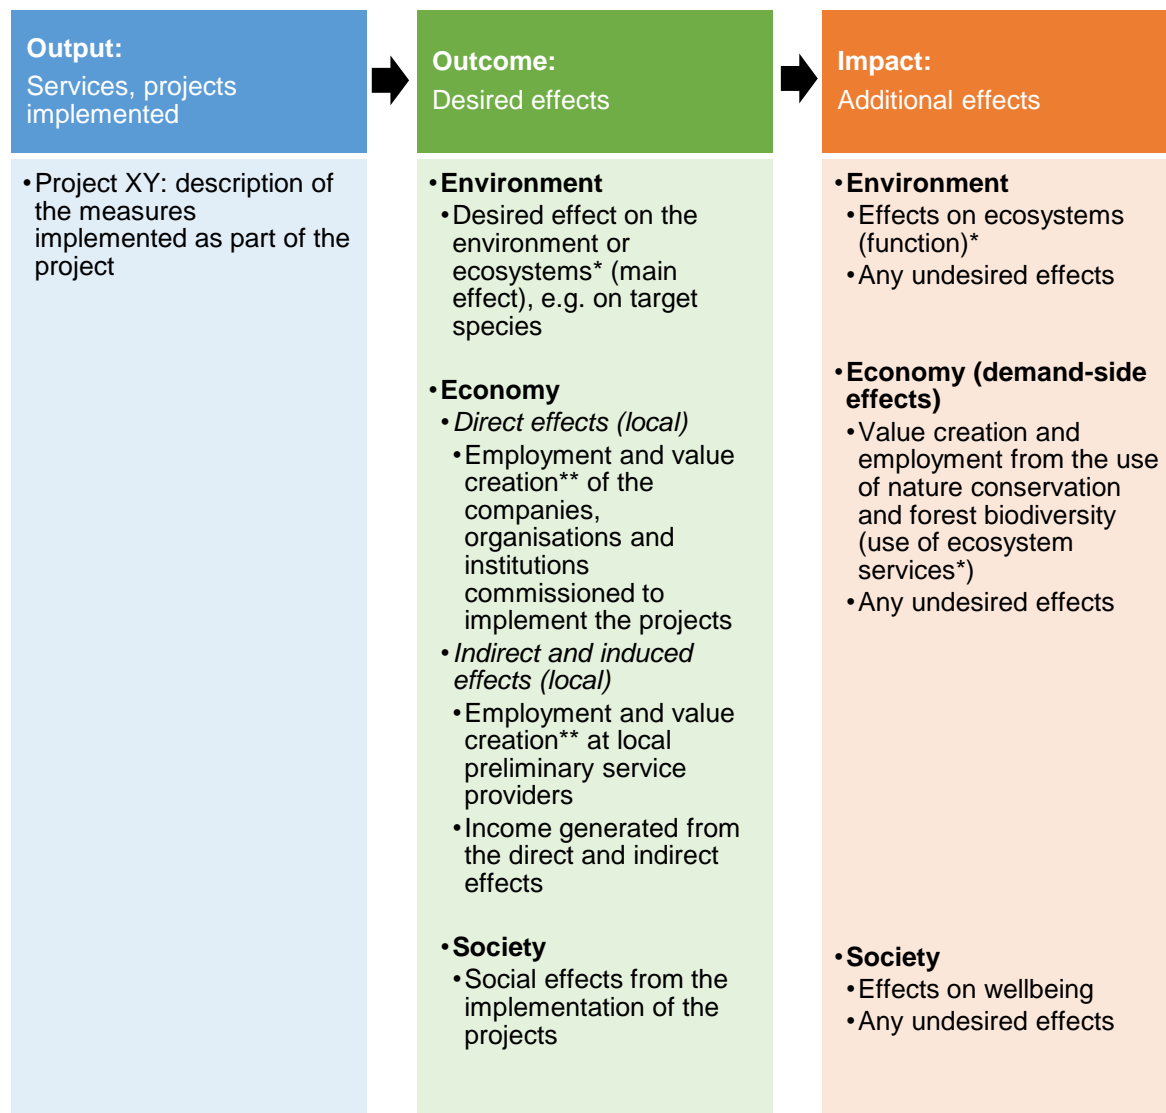 Output:
Services, projects
implemented
•Project XY: description of
the measures
implemented as part of the
project
Outcome:
Desired effects
•Environment
•Desired effect on the
environment or
ecosystems* (main
effect), e.g. on target
species
•Economy
•Direct effects (local)
•Employment and value
creation** of the
companies,
organisations and
institutions
commissioned to
implement the projects
•Indirect and induced
effects (local)
•Employment and value
creation** at local
preliminary service
providers
•Income generated from
the direct and indirect
effects
•Society
•Social effects from the
implementation of the
projects
Impact:
Additional effects
•Environment
•Effects on ecosystems
(function)*
•Any undesired effects
•Economy (demand-side
effects)
•Value creation and
employment from the use
of nature conservation
and forest biodiversity
(use of ecosystem
services*)
•Any undesired effects
•Society
•Effects on wellbeing
•Any undesired effects